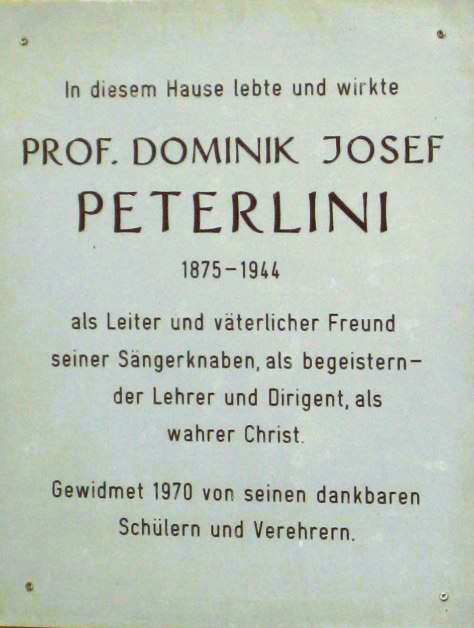 In diesem Hause lebte und wirkte
PROF. DOMINIK JOSEF
PETERLINI
1875-1944
als Leiter und väterlicher Freund
seiner Sängerknaben, als begeistern-
der Lehrer und Dirigent, als
wahrer Christ.
Gewidmet 1970 von seinen dankbaren
Schülern und Verehrern.